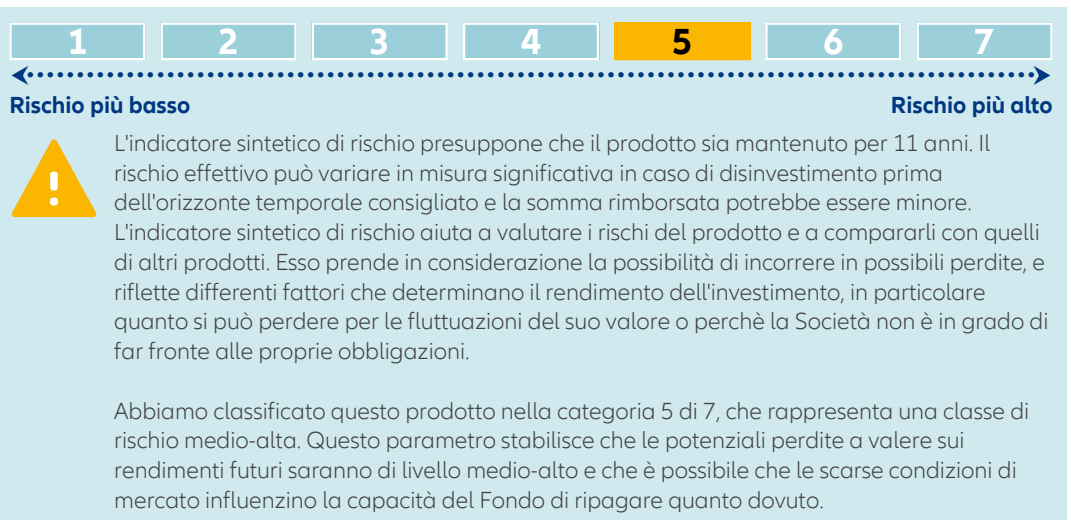 1 2 3 4 5 6 7
Rischio più basso Rischio più alto
L'indicatore sintetico di rischio presuppone che il prodotto sia mantenuto per 11 anni. Il
rischio effettivo può variare in misura significativa in caso di disinvestimento prima
dell'orizzonte temporale consigliato e la somma rimborsata potrebbe essere minore.
L'indicatore sintetico di rischio aiuta a valutare i rischi del prodotto e a compararli con quelli
di altri prodotti. Esso prende in considerazione la possibilità di incorrere in possibili perdite, e
riflette differenti fattori che determinano il rendimento dell'investimento, in particolare
quanto si può perdere per le fluttuazioni del suo valore o perchè la Società non è in grado di
far fronte alle proprie obbligazioni.
Abbiamo classificato questo prodotto nella categoria 5 di 7, che rappresenta una classe di
rischio medio-alta. Questo parametro stabilisce che le potenziali perdite a valere sui
rendimenti futuri saranno di livello medio-alto e che è possibile che le scarse condizioni di
mercato influenzino la capacità del Fondo di ripagare quanto dovuto.